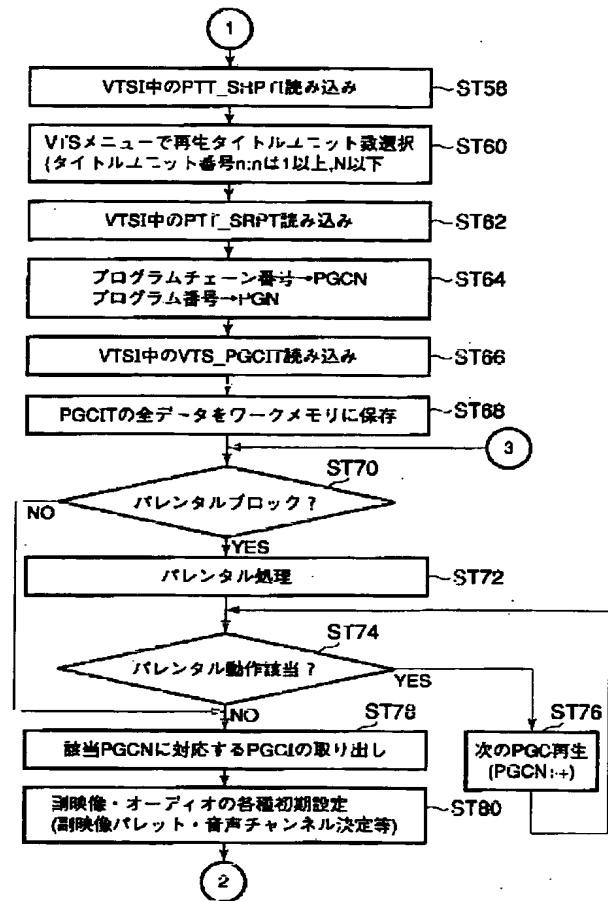 1
VTSI中のPTT_SRPTI読み込み
ST58
VTSメニューで再生タイトルユニット数選択
(タイトルユニット番号n:nは1以上,N以下
ST60
VTSI中のPTT_SRPT読み込み
ST62
プログラムチェーン番号→PGCN
プログラム番号→PGN
ST64
VTSI中のVTS_PGCIT読み込み
ST66
PGCITの全データをワークメモリに保存
ST68
3
ST70
パレンタルブロック?
NO
YES
パレンタル処理
ST72
ST74
パレンタル動作該当?
YES
NO
ST78
ST76
該当PGCNに対応するPGCIの取り出し
次のPGC再生
(PGCN:+)
副映像・オーディオの各種初期設定
(副映像パレット・音声チャンネル決定等)
ST80
2